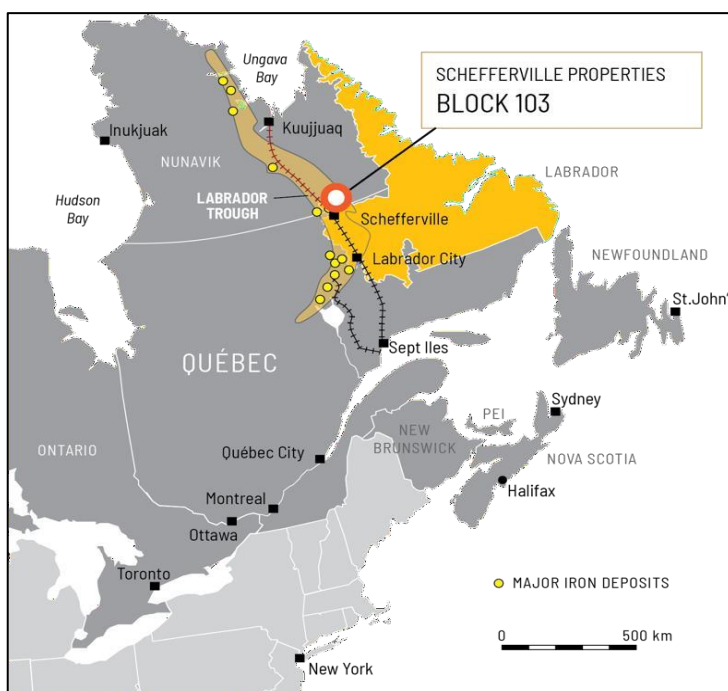 SCHEFFERVILLE PROPERTIES
BLOCK 103
Ungava
Bay
Inukjuak
Kuujjuaq
NUNAVIK
LABRADOR
Hudson
Bay
LABRADOR
TROUGH
Schefferville
NEWFOUNDLAND
Labrador City
St.John'
Sept Iles
QUÉBEC
Sydney
PEI
NEW
BRUNSWICK
ONTARIO
Québec City
NOVA SCOTIA
Halifax
Montreal
Ottawa
Toronto
MAJOR IRON DEPOSITS
0 500 km
New York